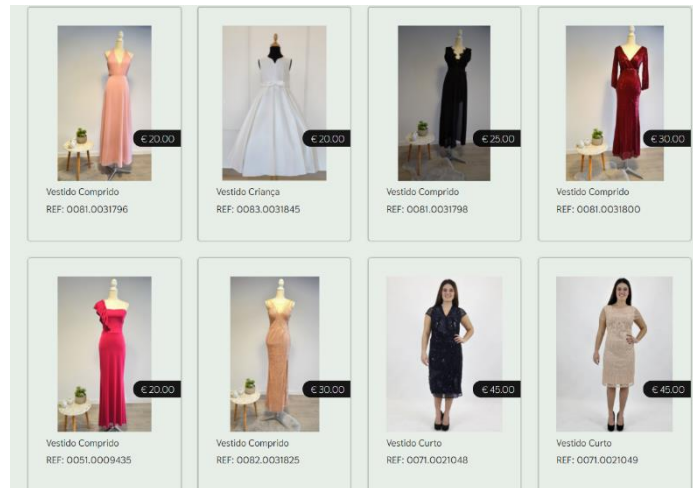 € 20.00
Vestido Comprido
REF: 0081.0031796
€ 20.00
Vestido Criança
REF: 0083.0031845
€ 25.00
Vestido Comprido
REF: 0081.0031798
€ 30.00
Vestido Comprido
REF: 0081.0031800
€ 20.00
Vestido Comprido
REF: 0051.0009435
€ 30.00
Vestido Comprido
REF: 0082.0031825
€ 45.00
Vestido Curto
REF: 0071.0021048
€ 45.00
Vestido Curto
REF: 0071.0021049